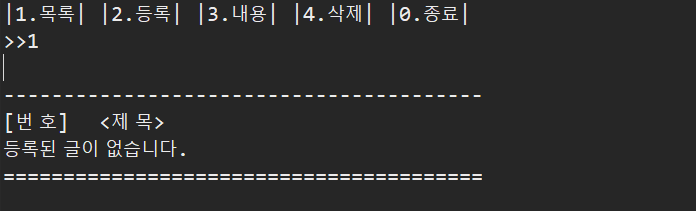 |1.목록| |2.등록| |3.내용| |4.삭제| |0.종료|
>>1
----------------------------------------
[번 호]   <제 목>
등록된 글이 없습니다.
========================================